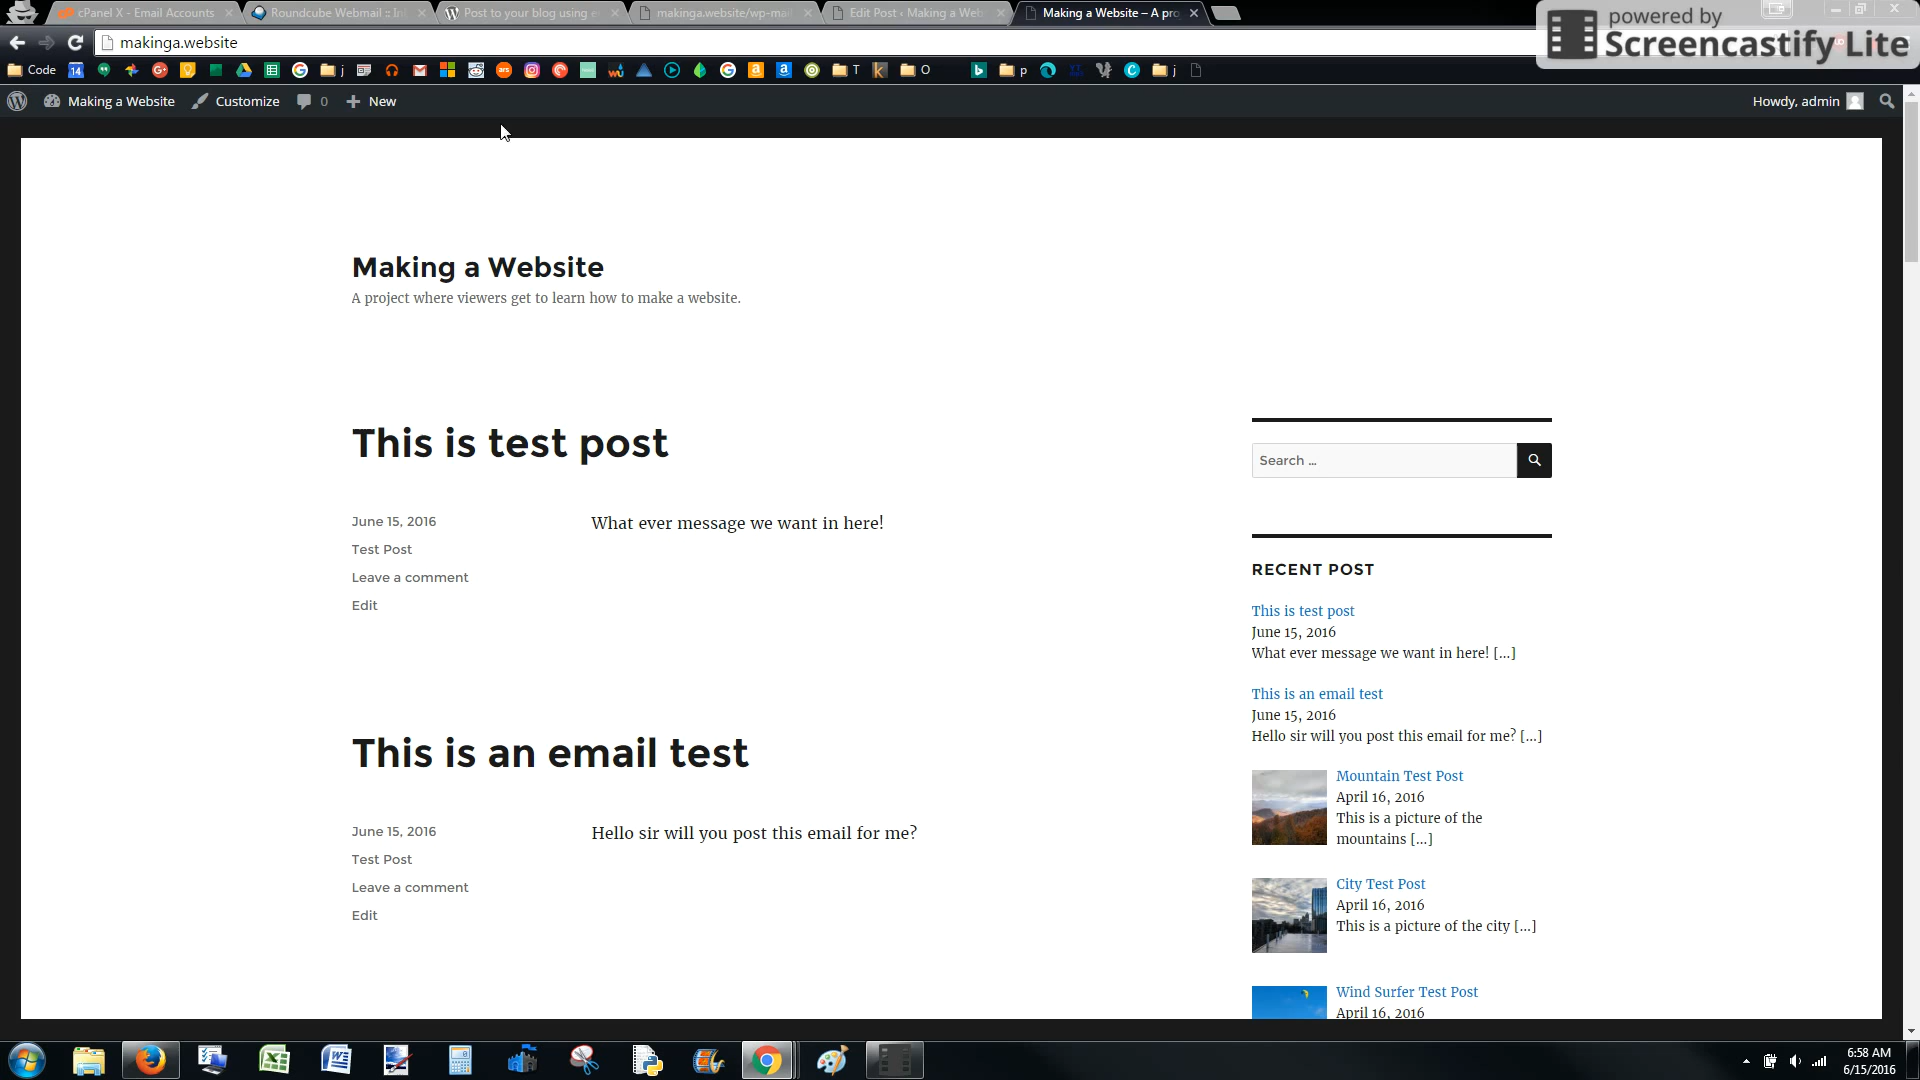 cPanel X - Email Accounts
Roundcube Webmail :: In
Post to your blog using e
makinga.website/wp-mail
Edit Post ‹ Making a Web
Making a Website – A pro
powered by
Screencastify Lite
makinga.website
Code
14
j
T
O
p
j
Making a Website
Customize
0
New
Howdy, admin
Making a Website
A project where viewers get to learn how to make a website.
This is test post
June 15, 2016
Test Post
Leave a comment
Edit
What ever message we want in here!
This is an email test
June 15, 2016
Test Post
Leave a comment
Edit
Hello sir will you post this email for me?
Search …
RECENT POST
This is test post
June 15, 2016
What ever message we want in here! […]
This is an email test
June 15, 2016
Hello sir will you post this email for me? […]
Mountain Test Post
April 16, 2016
This is a picture of the
mountains […]
City Test Post
April 16, 2016
This is a picture of the city […]
Wind Surfer Test Post
April 16, 2016
6:58 AM
6/15/2016